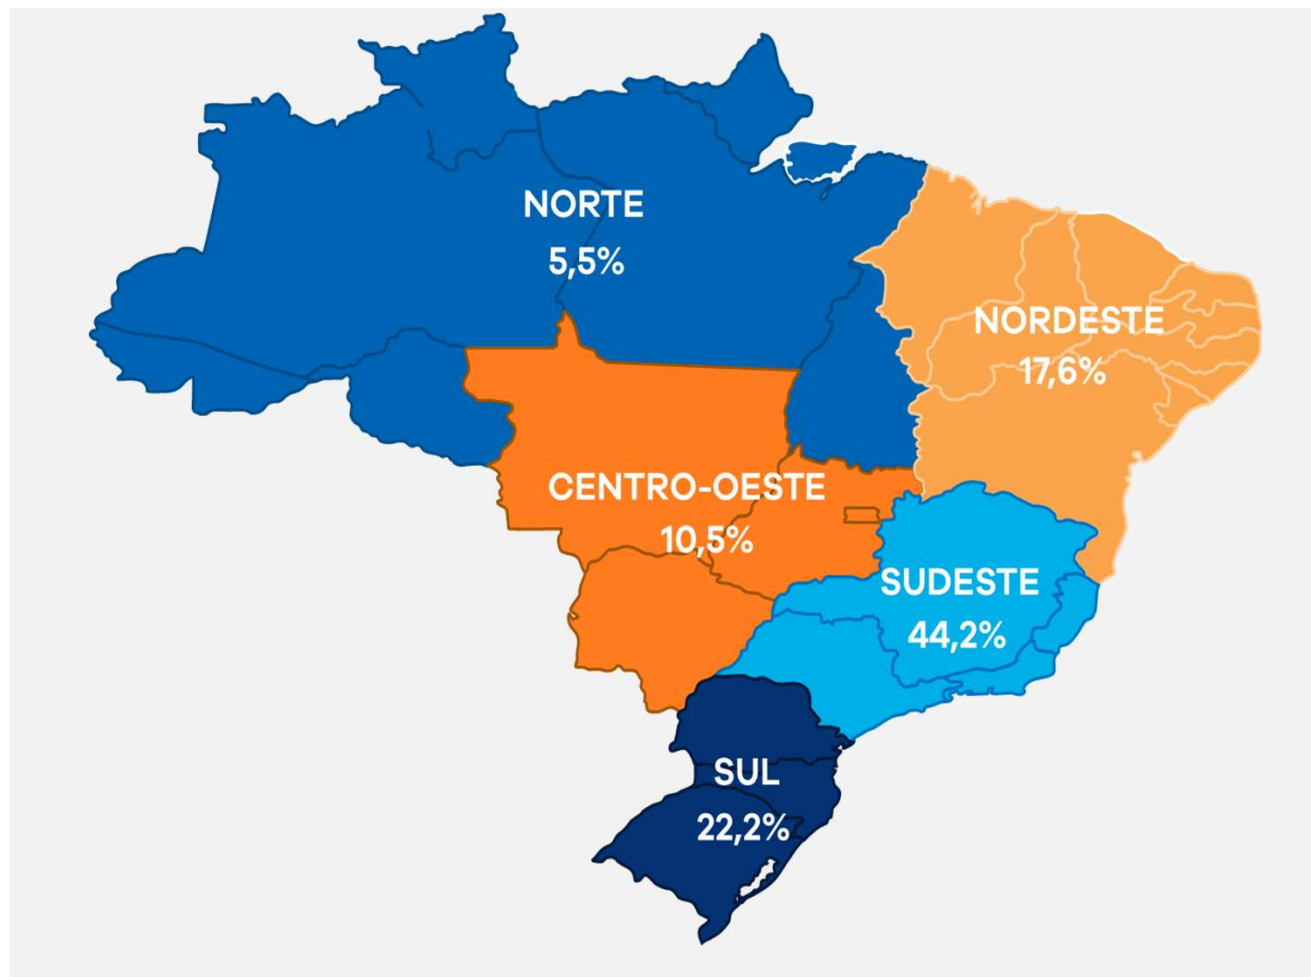 NORTE
5,5%
NORDESTE
17,6%
CENTRO-OESTE
10,5%
SUDESTE
44,2%
SUL
22,2%